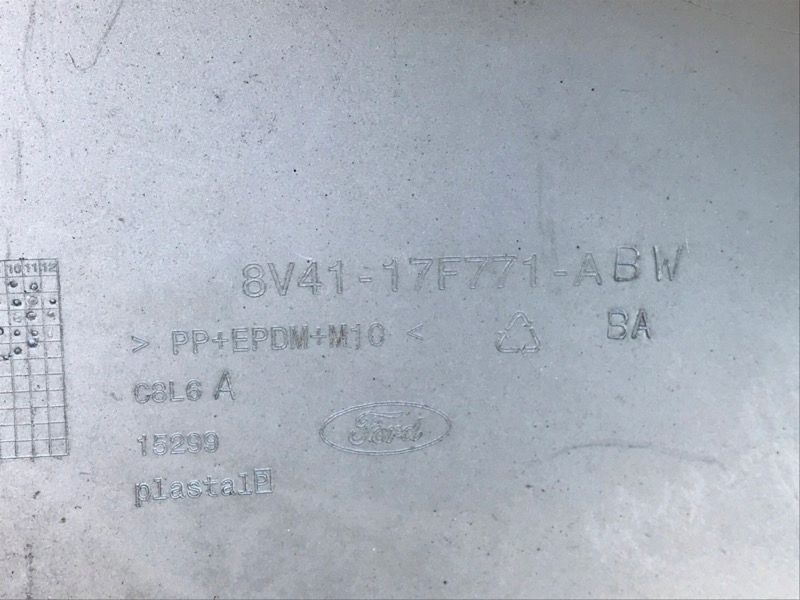 10 11 12
8V41-17F771-ABW
> PP+EPDM+M10 <
BA
C8L6 A
Ford
15299
plastal P